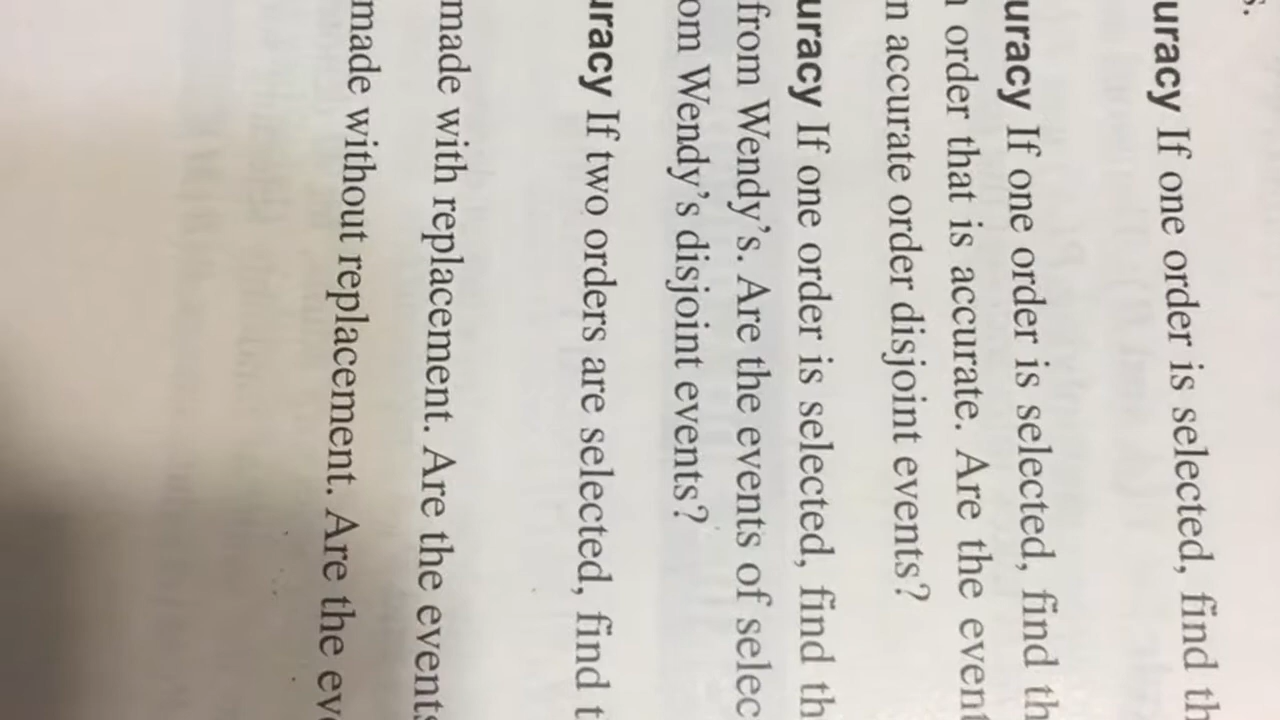 s.
uracy If one order is selected, find th
uracy If one order is selected, find th
order that is accurate. Are the event
n accurate order disjoint events?
uracy If one order is selected, find th
from Wendy's. Are the events of selec
om Wendy's disjoint events?
uracy If two orders are selected, find t
made with replacement. Are the events
made without replacement. Are the eve